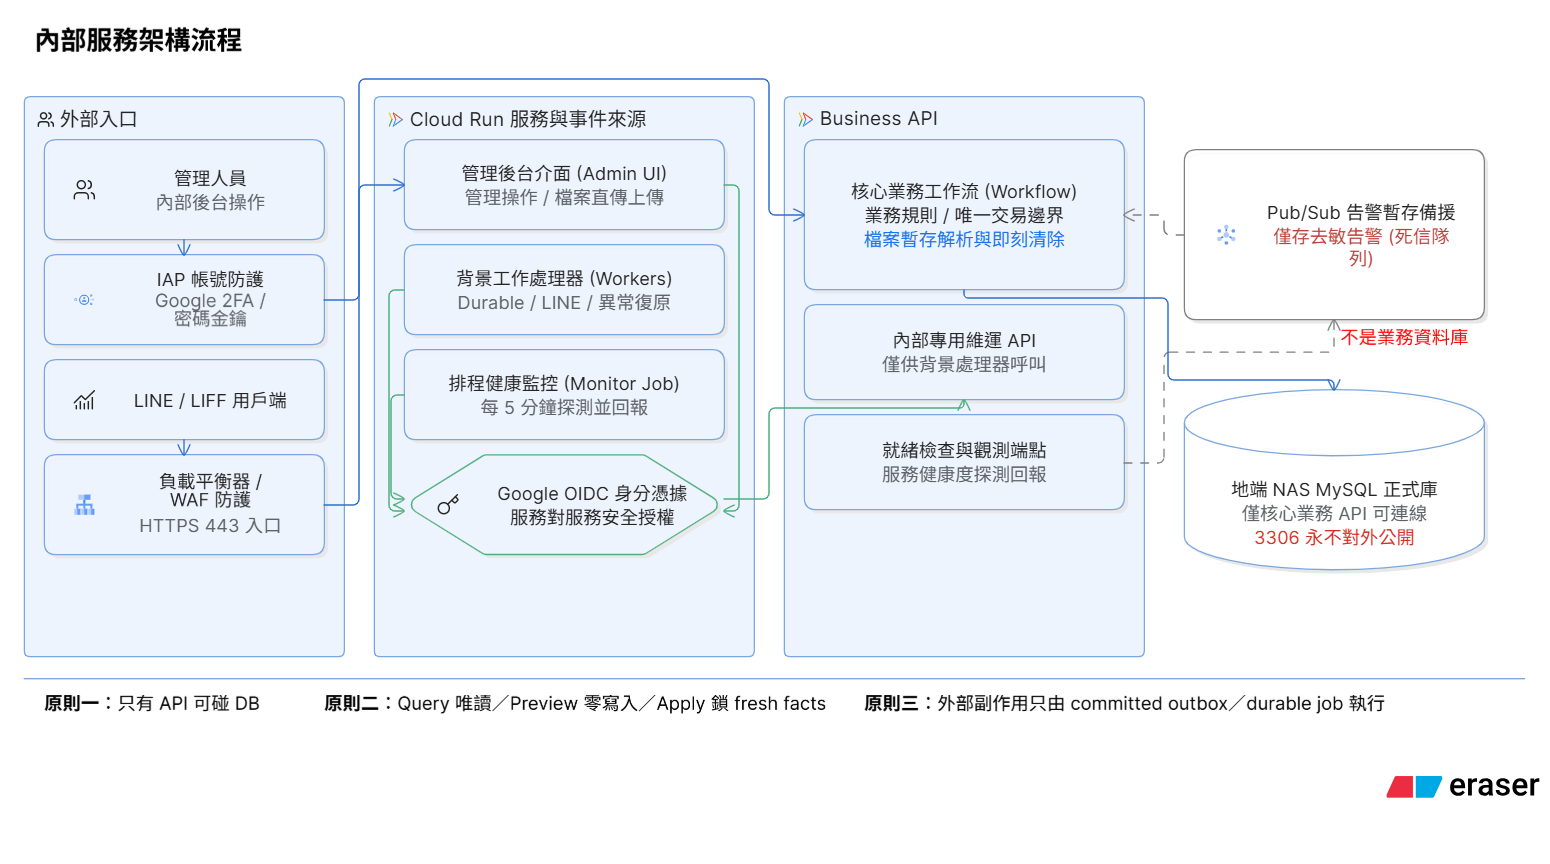 內部服務架構流程
外部入口
管理人員
內部後台操作
IAP 帳號防護
Google 2FA /
密碼金鑰
LINE / LIFF 用戶端
負載平衡器 /
WAF 防護
HTTPS 443 入口
Cloud Run 服務與事件來源
管理後台介面 (Admin UI)
管理操作 / 檔案直傳上傳
背景工作處理器 (Workers)
Durable / LINE / 異常復原
排程健康監控 (Monitor Job)
每 5 分鐘探測並回報
Google OIDC 身分憑據
服務對服務安全授權
Business API
核心業務工作流 (Workflow)
業務規則 / 唯一交易邊界
檔案暫存解析與即刻清除
內部專用維運 API
僅供背景處理器呼叫
就緒檢查與觀測端點
服務健康度探測回報
Pub/Sub 告警暫存備援
僅存去敏告警 (死信隊
列)
不是業務資料庫
地端 NAS MySQL 正式庫
僅核心業務 API 可連線
3306 永不對外公開
原則一：只有 API 可碰 DB
原則二：Query 唯讀／Preview 零寫入／Apply 鎖 fresh facts
原則三：外部副作用只由 committed outbox／durable job 執行
eraser